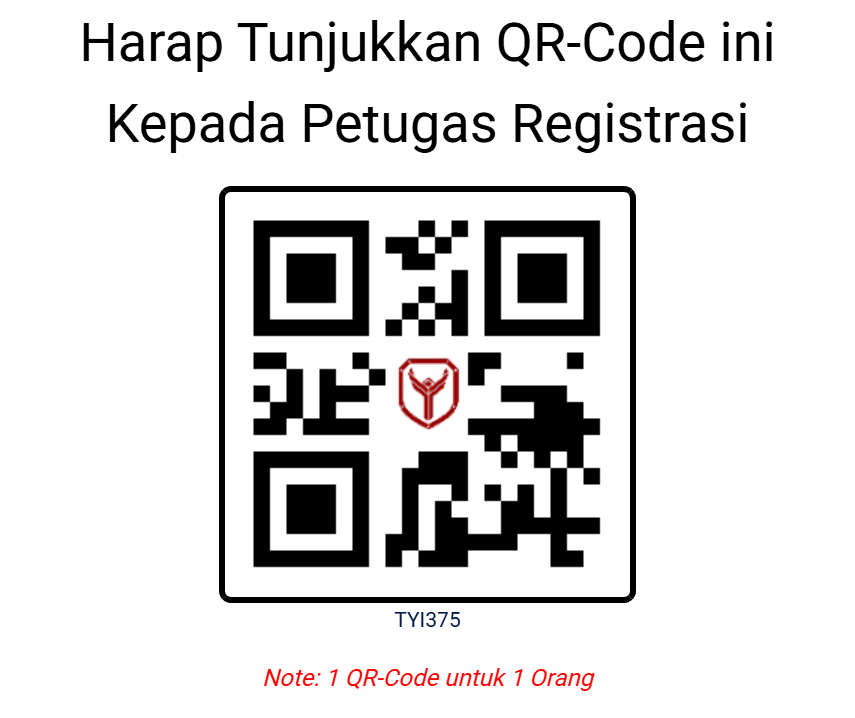 Harap Tunjukkan QR-Code ini
Kepada Petugas Registrasi
TYI375
Note: 1 QR-Code untuk 1 Orang